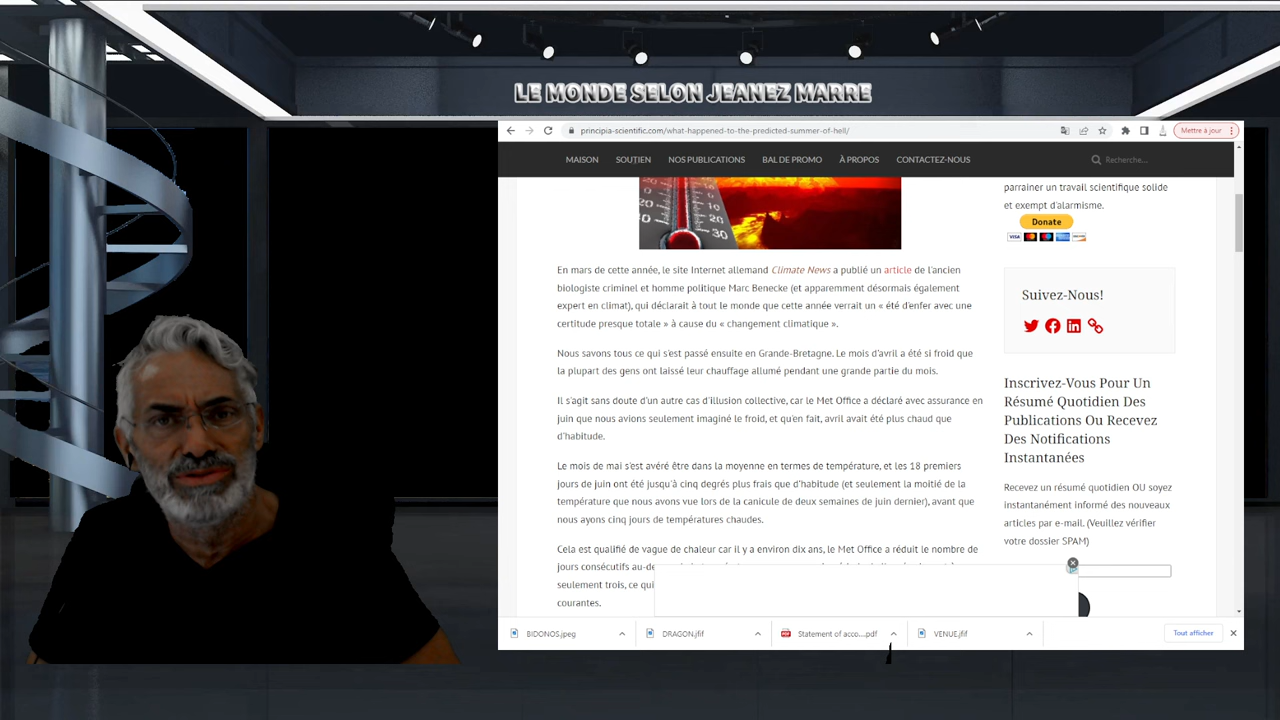 LE MONDE SELON JEANEZ MARRE
principia-scientific.com/what-happened-to-the-predicted-summer-of-hell/
Mettre à jour
MAISON SOUTIEN NOS PUBLICATIONS BAL DE PROMO À PROPOS CONTACTEZ-NOUS
Recherche...
20 20
10
20
30 30
En mars de cette année, le site Internet allemand Climate News a publié un article de l'ancien
biologiste criminel et homme politique Marc Benecke (et apparemment désormais également
expert en climat), qui déclarait à tout le monde que cette année verrait un « été d'enfer avec une
certitude presque totale » à cause du « changement climatique ».
Nous savons tous ce qui s'est passé ensuite en Grande-Bretagne. Le mois d'avril a été si froid que
la plupart des gens ont laissé leur chauffage allumé pendant une grande partie du mois.
Il s'agit sans doute d'un autre cas d'illusion collective, car le Met Office a déclaré avec assurance en
juin que nous avions seulement imaginé le froid, et qu'en fait, avril avait été plus chaud que
d'habitude.
Le mois de mai s'est avéré être dans la moyenne en termes de température, et les 18 premiers
jours de juin ont été jusqu'à cinq degrés plus frais que d'habitude (et seulement la moitié de la
température que nous avons vue lors de la canicule de deux semaines de juin dernier), avant que
nous ayons cinq jours de températures chaudes.
Cela est qualifié de vague de chaleur car il y a environ dix ans, le Met Office a réduit le nombre de
jours consécutifs au-de
seulement trois, ce qui
courantes.
parrainer un travail scientifique solide
et exempt d'alarmisme.
Donate
VISA
Suivez-Nous!
Inscrivez-Vous Pour Un
Résumé Quotidien Des
Publications Ou Recevez
Des Notifications
Instantanées
Recevez un résumé quotidien OU soyez
instantanément informé des nouveaux
articles par e-mail. (Veuillez vérifier
votre dossier SPAM)
BIDONOS.jpeg DRAGON.jfif Statement of acco....pdf VENUE.jfif Tout afficher